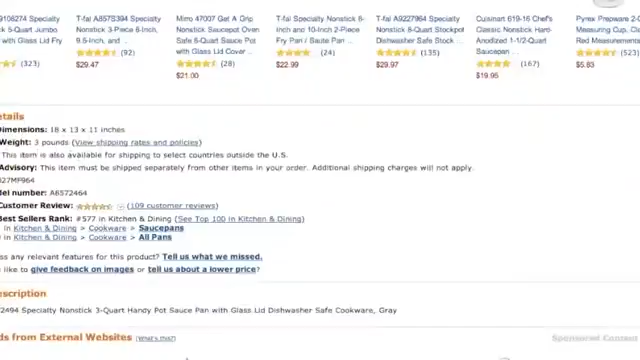 9108274 Specialty
k 5-Quart Jumbo
with Glass Lid Fry
(323)
T-fal A857S394 Specialty
Nonstick 3-Piece 8-Inch,
9.5-Inch, and ...
(92)
$29.47
Mirro 47007 Get A Grip
Nonstick Saucepot Oven
Safe 6-Quart Sauce Pot
with Glass Lid Cover ...
(28)
$21.00
T-fal Specialty Nonstick 8-
Inch and 10-Inch 2-Piece
Fry Pan / Saute Pan ...
(24)
$22.99
T-fal A9227964 Specialty
Nonstick 8-Quart Stockpot
Dishwasher Safe Stock ...
(135)
$29.97
Cuisinart 619-16 Chef's
Classic Nonstick Hard-
Anodized 1-1/2-Quart
Saucepan ...
(167)
$19.95
Pyrex Prepware 2-C
Measuring Cup, Cle
Red Measurements
(523)
$5.83
etails
Dimensions: 18 x 13 x 11 inches
Weight: 3 pounds (View shipping rates and policies)
This item is also available for shipping to select countries outside the U.S.
Advisory: This item must be shipped separately from other items in your order. Additional shipping charges will not apply.
027MF964
del number: A8572464
Customer Review: (109 customer reviews)
Best Sellers Rank: #577 in Kitchen & Dining (See Top 100 in Kitchen & Dining)
in Kitchen & Dining > Cookware > Saucepans
in Kitchen & Dining > Cookware > All Pans
ss any relevant features for this product? Tell us what we missed.
like to give feedback on images or tell us about a lower price?
escription
2494 Specialty Nonstick 3-Quart Handy Pot Sauce Pan with Glass Lid Dishwasher Safe Cookware, Gray
ds from External Websites (What's this?)
Sponsored Content